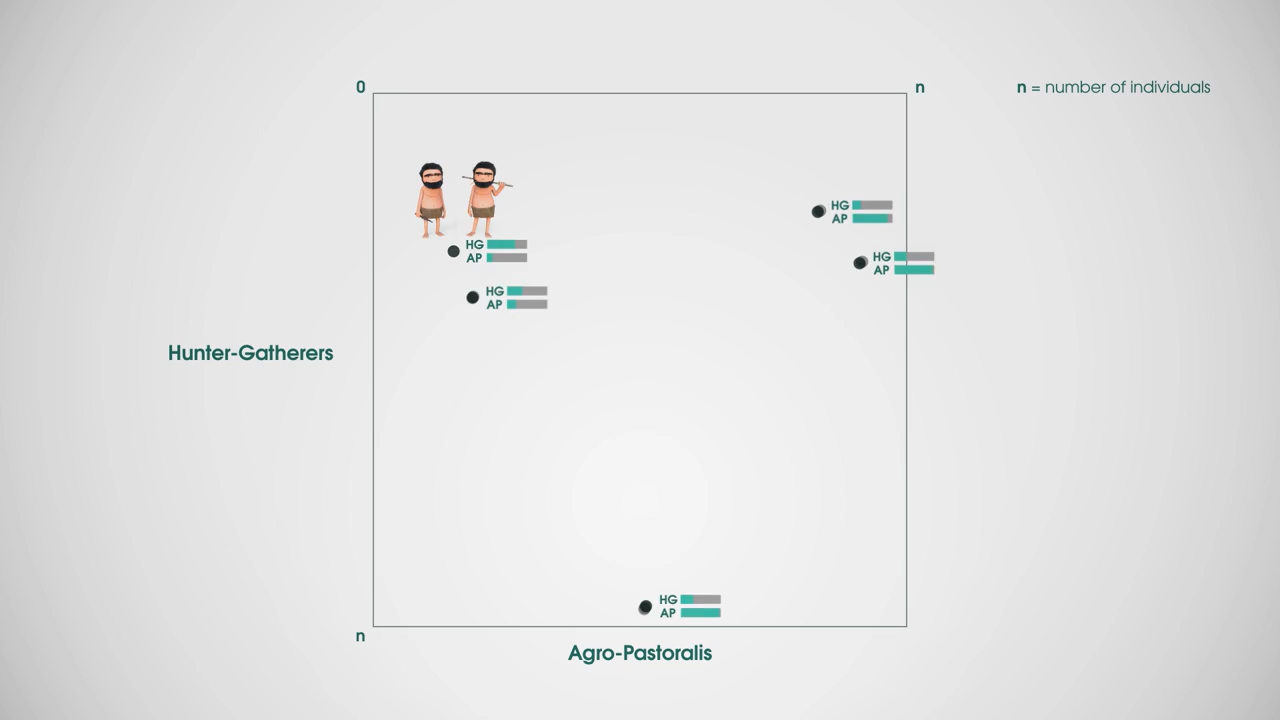 0
n
n = number of individuals
HG
AP
HG
AP
HG
AP
HG
AP
Hunter-Gatherers
HG
AP
n
Agro-Pastoralis